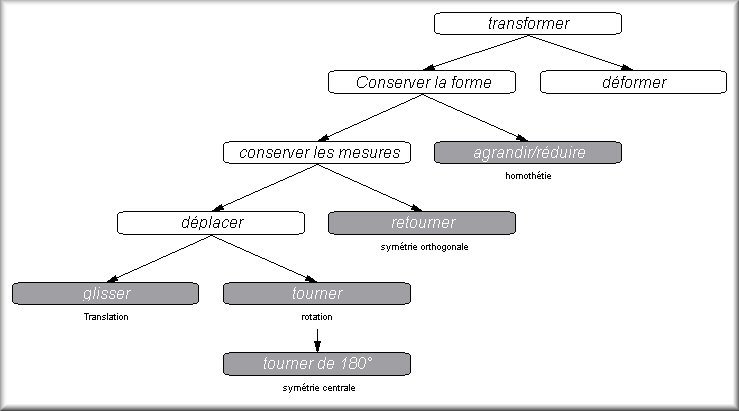 transformer
Conserver la forme
déformer
conserver les mesures
agrandir/réduire
homothétie
déplacer
retourner
symétrie orthogonale
glisser
tourner
Translation
rotation
tourner de 180°
symétrie centrale